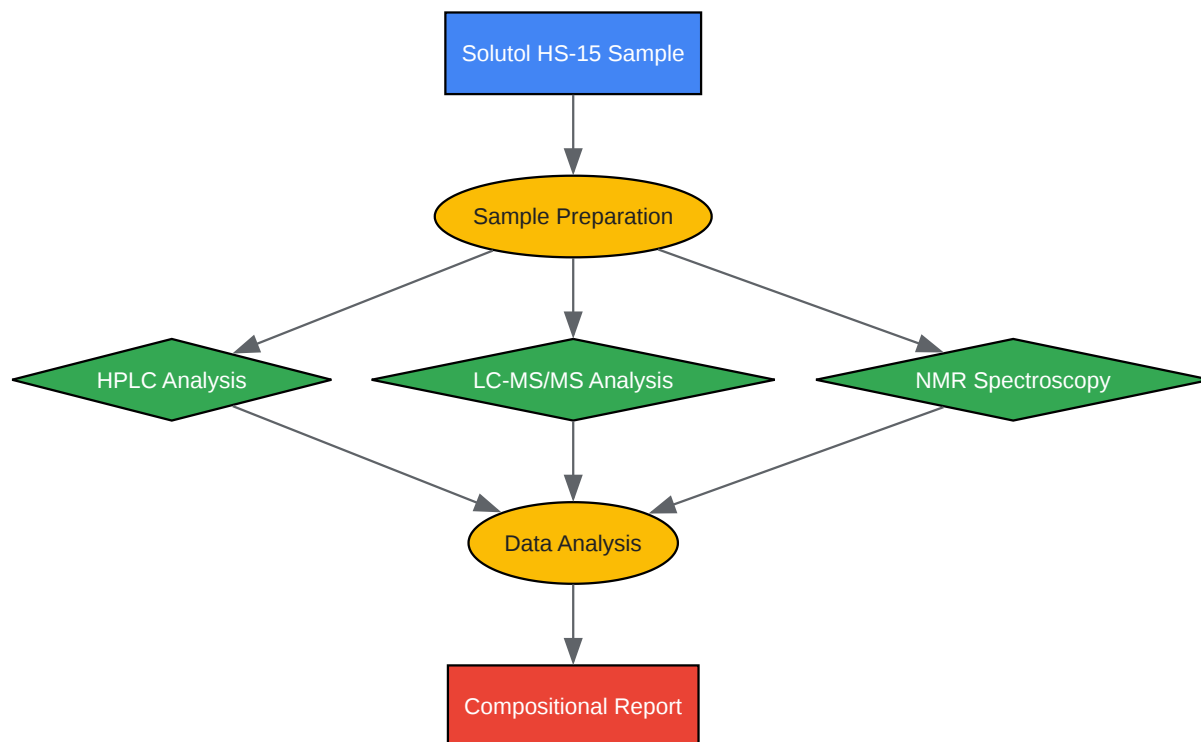 Solutol HS-15 Sample
Sample Preparation
HPLC Analysis
LC-MS/MS Analysis
NMR Spectroscopy
Data Analysis
Compositional Report